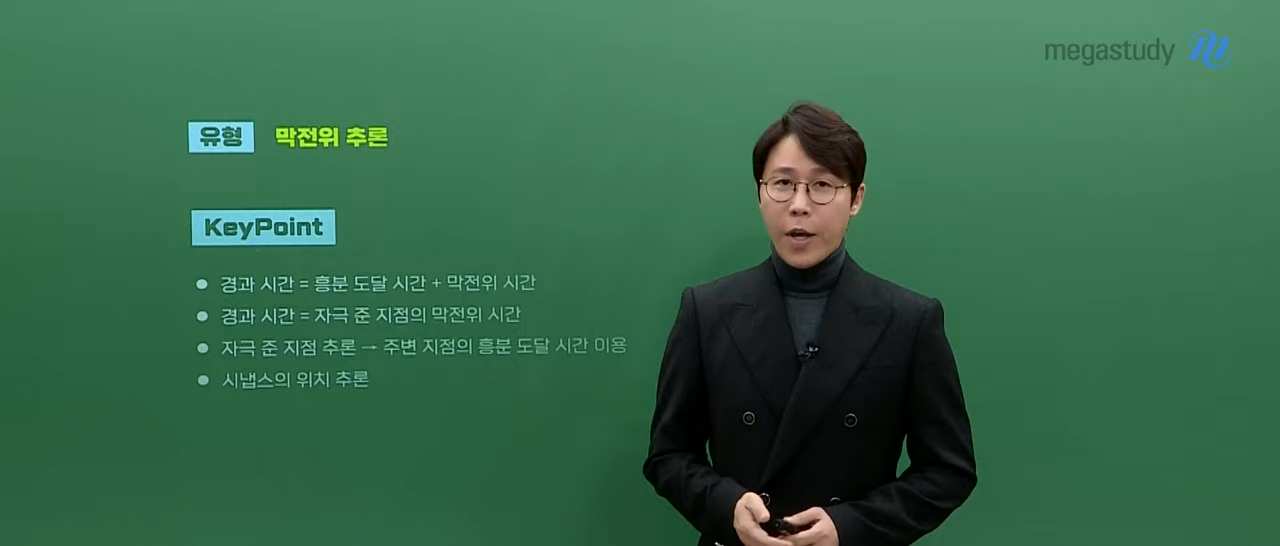 megastudy
유형 막전위 추론
KeyPoint
● 경과 시간 = 흥분 도달 시간 + 막전위 시간
● 경과 시간 = 자극 준 지점의 막전위 시간
● 자극 준 지점 추론 → 주변 지점의 흥분 도달 시간 이용
● 시냅스의 위치 추론